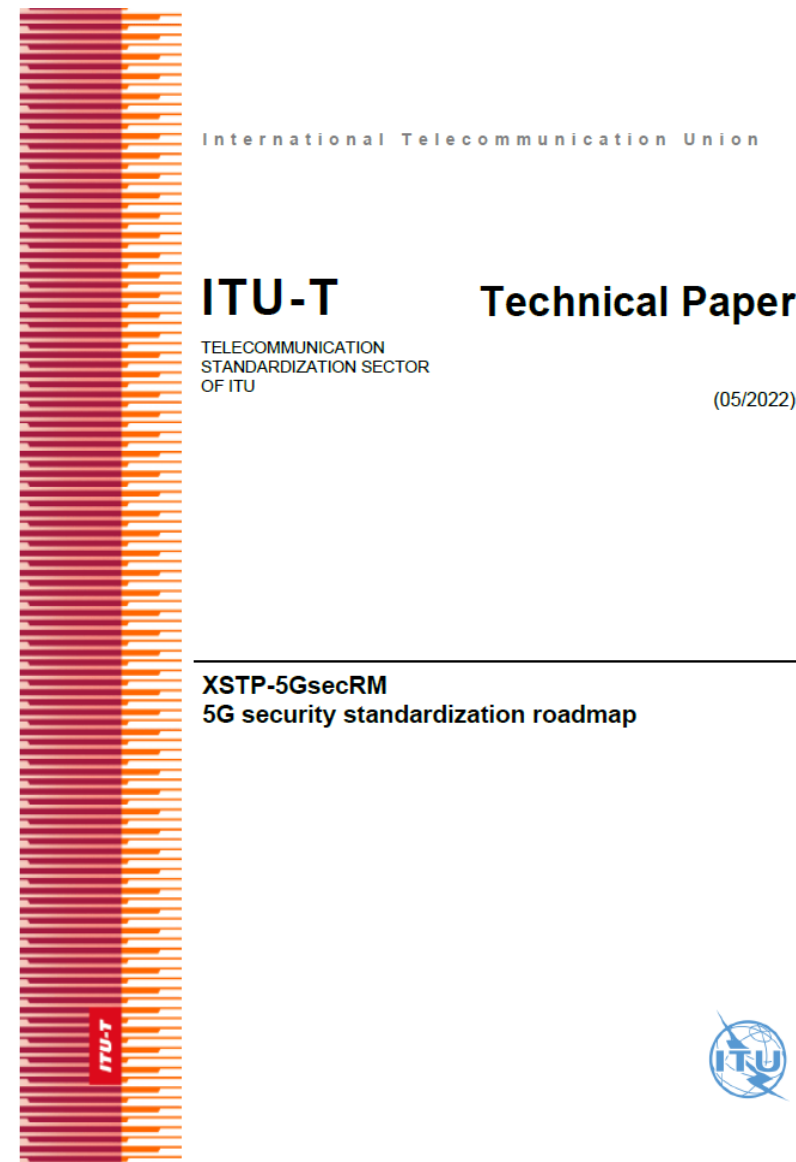 International Telecommunication Union
ITU-T
Technical Paper
TELECOMMUNICATION
STANDARDIZATION SECTOR
OF ITU
(05/2022)
XSTP-5GsecRM
5G security standardization roadmap
ITU-T
ITU